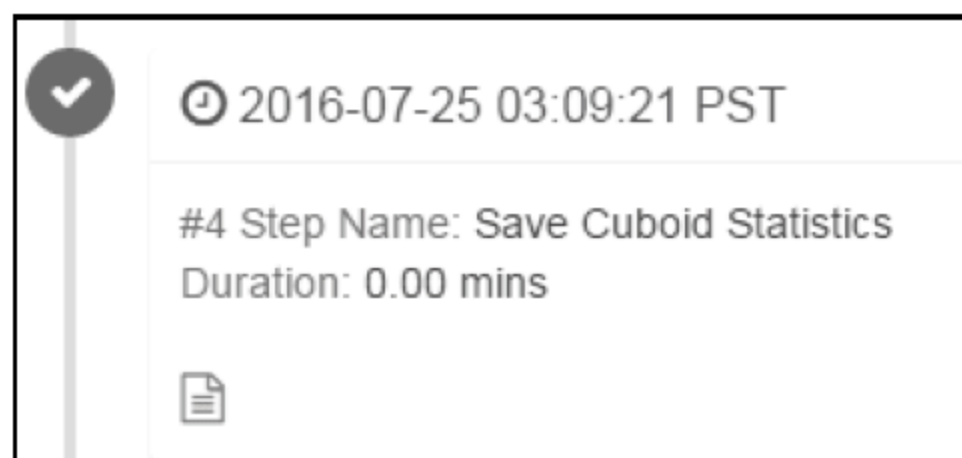 2016-07-25 03:09:21 PST
#4 Step Name: Save Cuboid Statistics
Duration: 0.00 mins